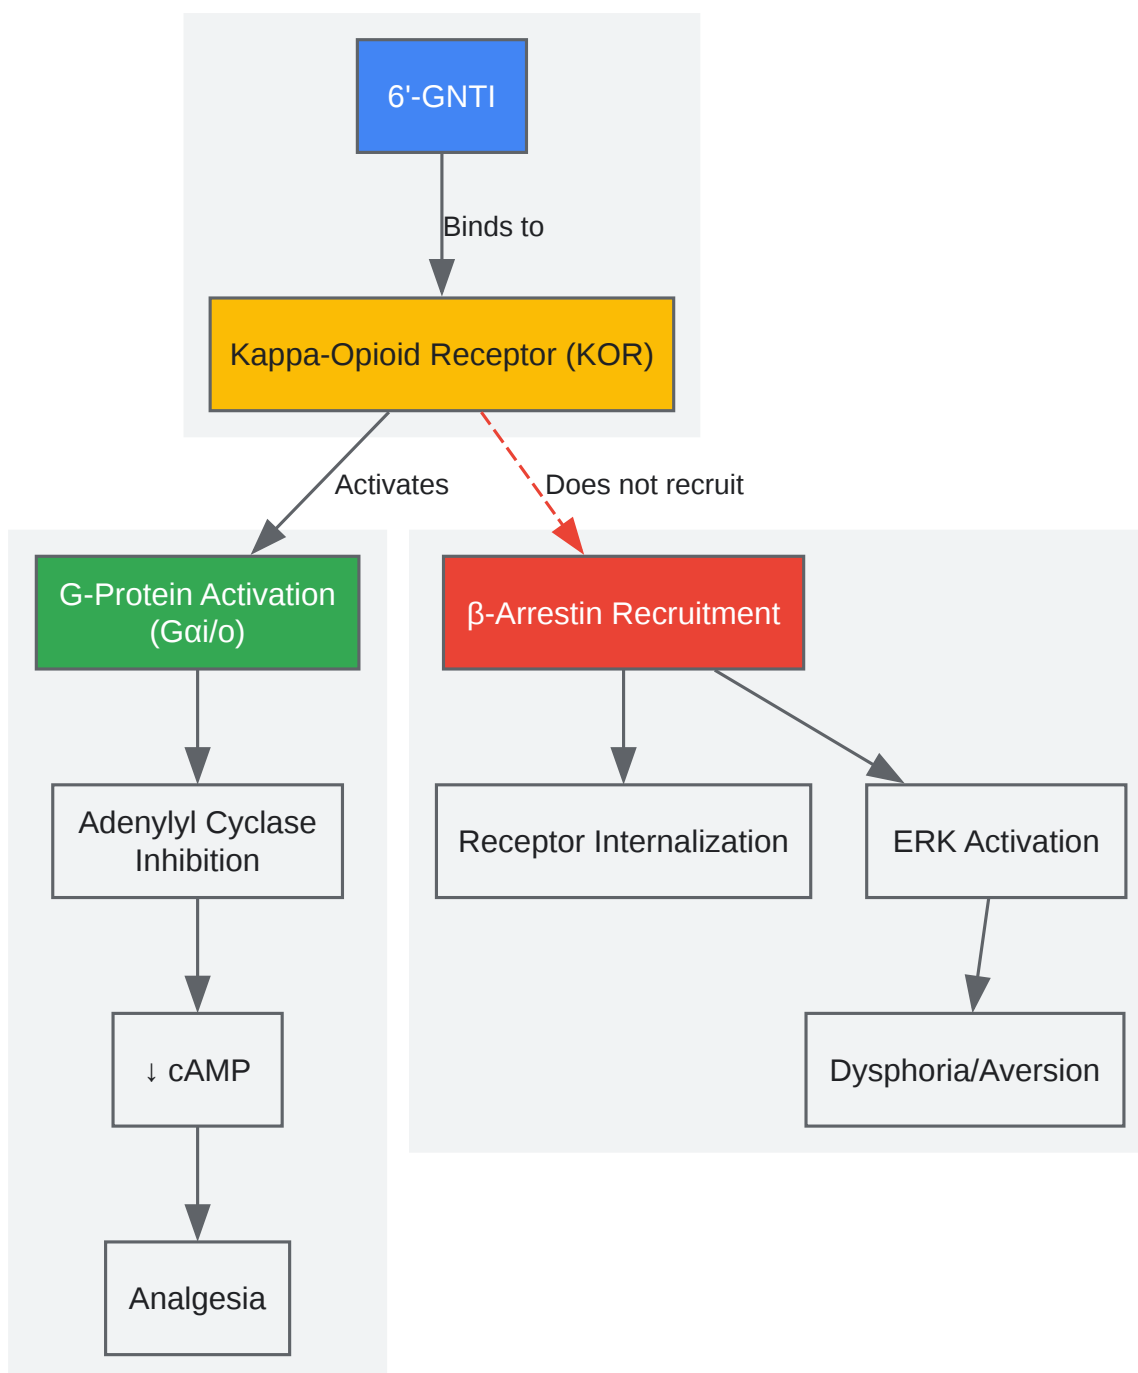 6'-GNTI
Binds to
Kappa-Opioid Receptor (KOR)
Activates
Does not recruit
G-Protein Activation
(Gαi/o)
β-Arrestin Recruitment
Adenylyl Cyclase
Inhibition
Receptor Internalization
ERK Activation
↓ cAMP
Dysphoria/Aversion
Analgesia